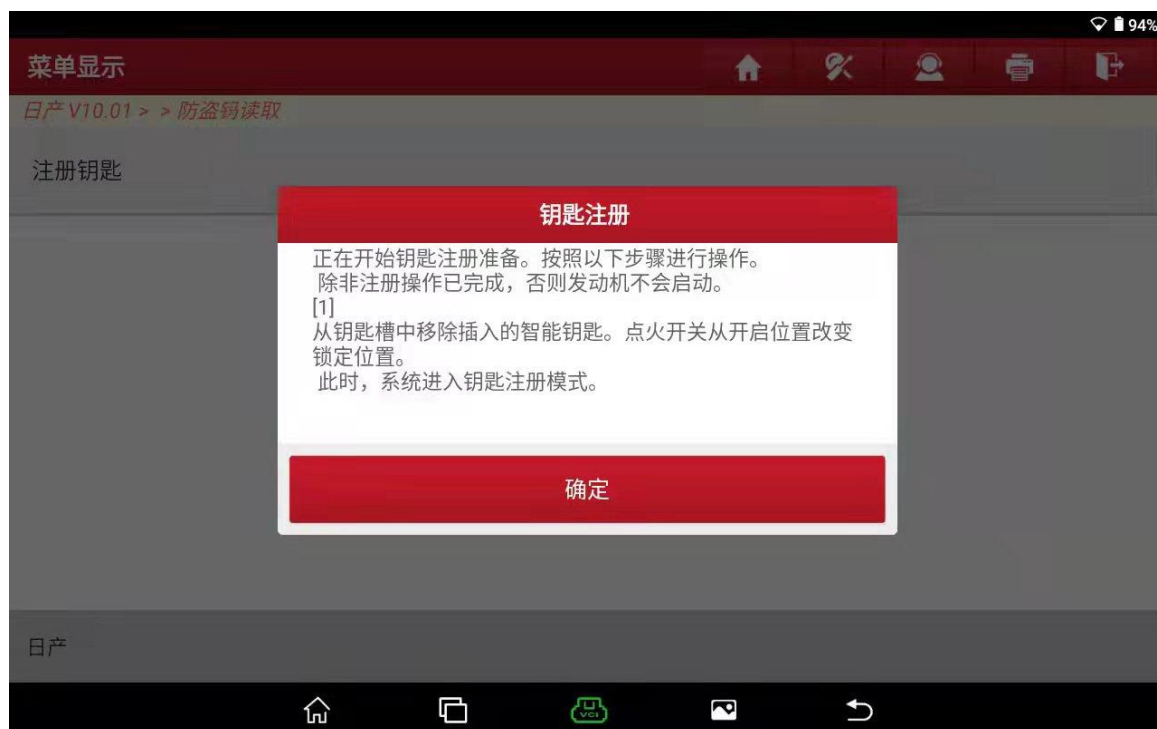 94%
菜单显示
日产 V10.01 > > 防盗码读取
注册钥匙
钥匙注册
正在开始钥匙注册准备。按照以下步骤进行操作。
除非注册操作已完成，否则发动机不会启动。
[1]
从钥匙槽中移除插入的智能钥匙。点火开关从开启位置改变
锁定位置。
此时，系统进入钥匙注册模式。
确定
日产
VCI